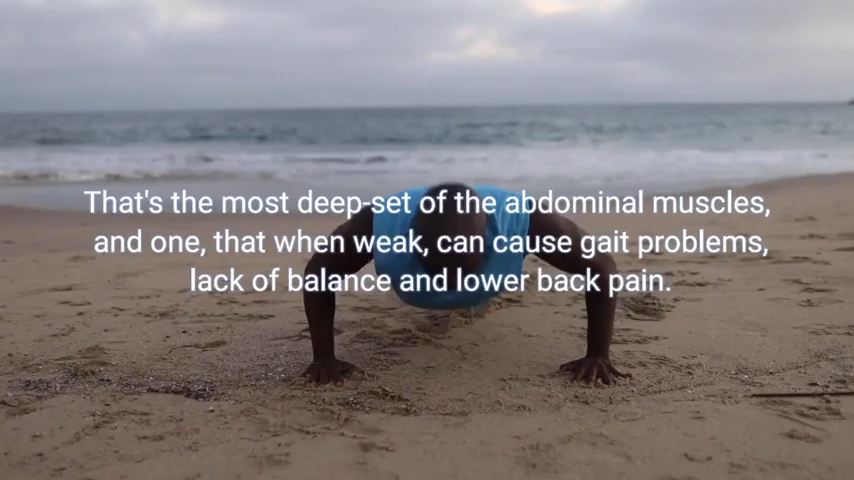 That's the most deep-set of the abdominal muscles,
and one, that when weak, can cause gait problems,
lack of balance and lower back pain.